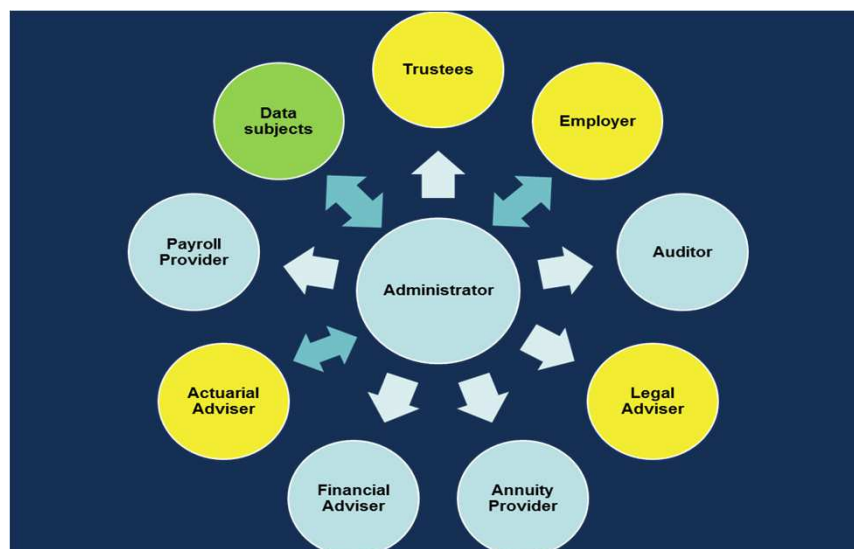 Trustees
Data
subjects
Employer
Payroll
Provider
Administrator
Auditor
Actuarial
Adviser
Legal
Adviser
Financial
Adviser
Annuity
Provider